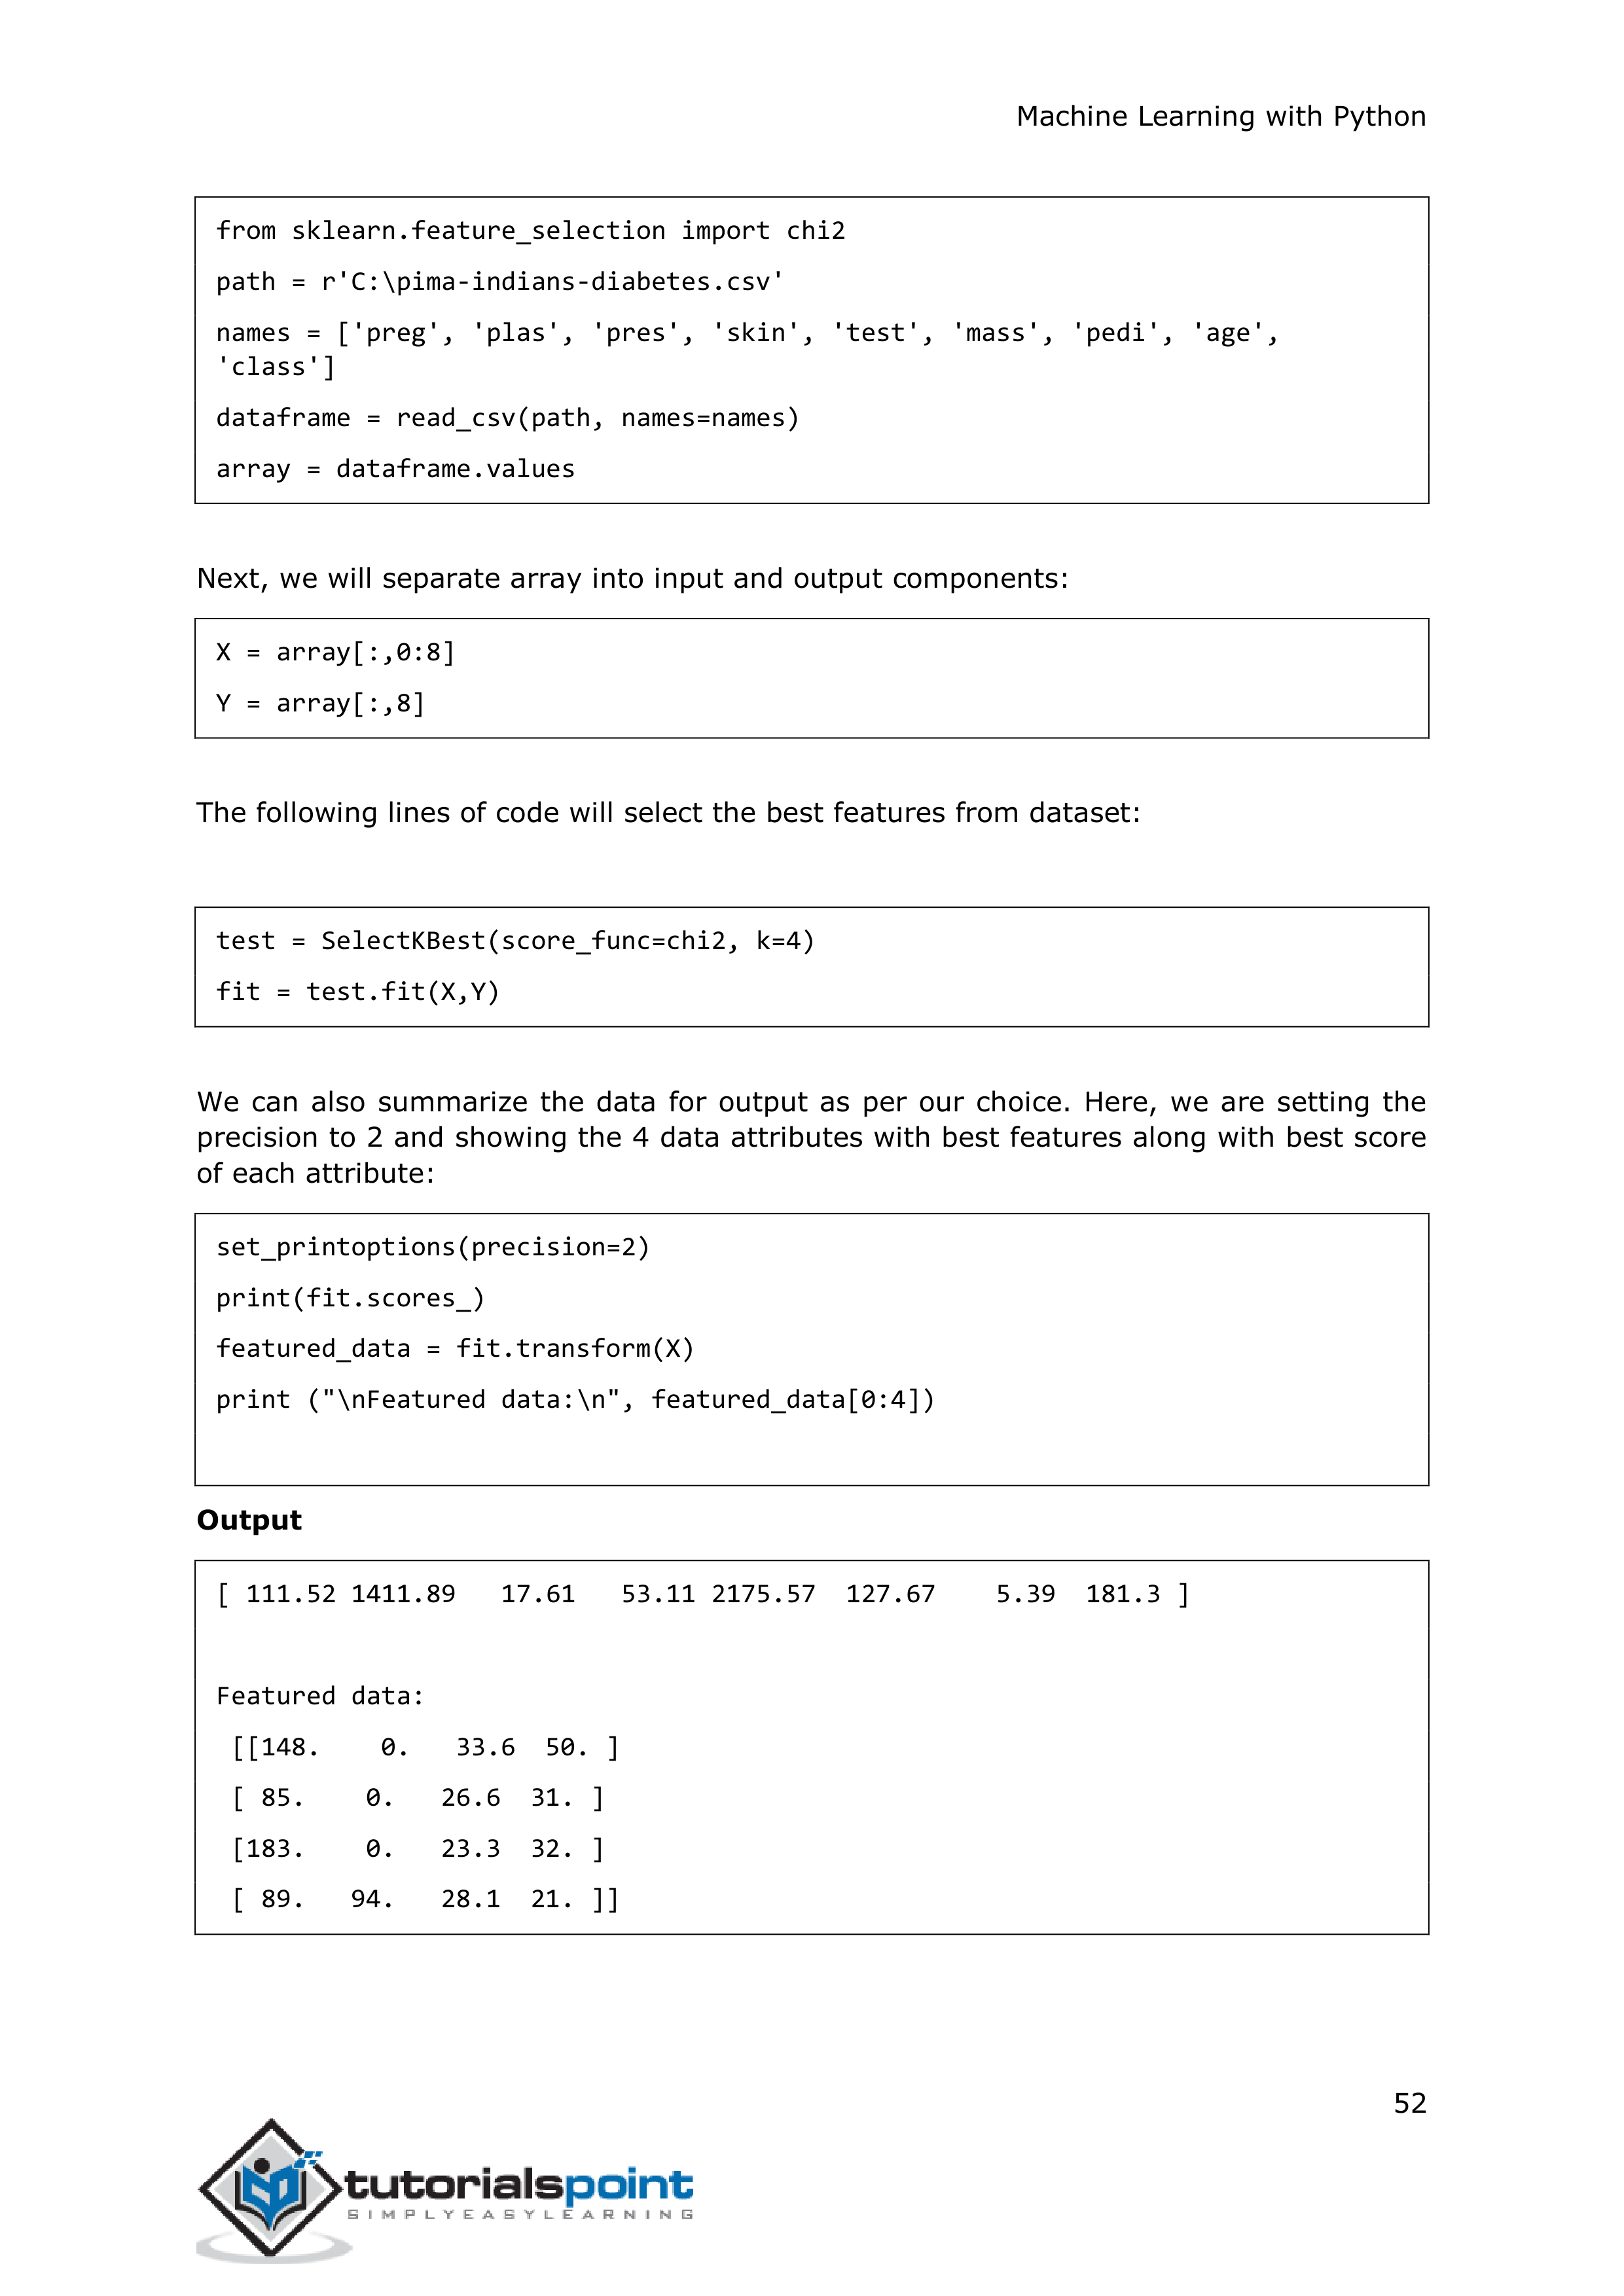 Machine Learning with Python
from sklearn.feature_selection import chi2
path = r'C:\pima-indians-diabetes.csv'
names = ['preg', 'plas', 'pres', 'skin', 'test', 'mass', 'pedi', 'age',
'class']
dataframe = read_csv(path, names=names)
array = dataframe.values
Next, we will separate array into input and output components:
X = array[:,0:8]
Y = array[:,8]
The following lines of code will select the best features from dataset:
test = SelectKBest(score_func=chi2, k=4)
fit = test.fit(X,Y)
We can also summarize the data for output as per our choice. Here, we are setting the
precision to 2 and showing the 4 data attributes with best features along with best score
of each attribute:
set_printoptions(precision=2)
print(fit.scores_)
featured_data = fit.transform(X)
print ("\nFeatured data:\n", featured_data[0:4])
Output
[ 111.52 1411.89   17.61   53.11 2175.57  127.67    5.39  181.3 ]
Featured data:
[[148.    0.   33.6  50. ]
[ 85.    0.   26.6  31. ]
[183.    0.   23.3  32. ]
[ 89.   94.   28.1  21. ]]
52
tutorialspoint
SIMPLYEASYLEARNING